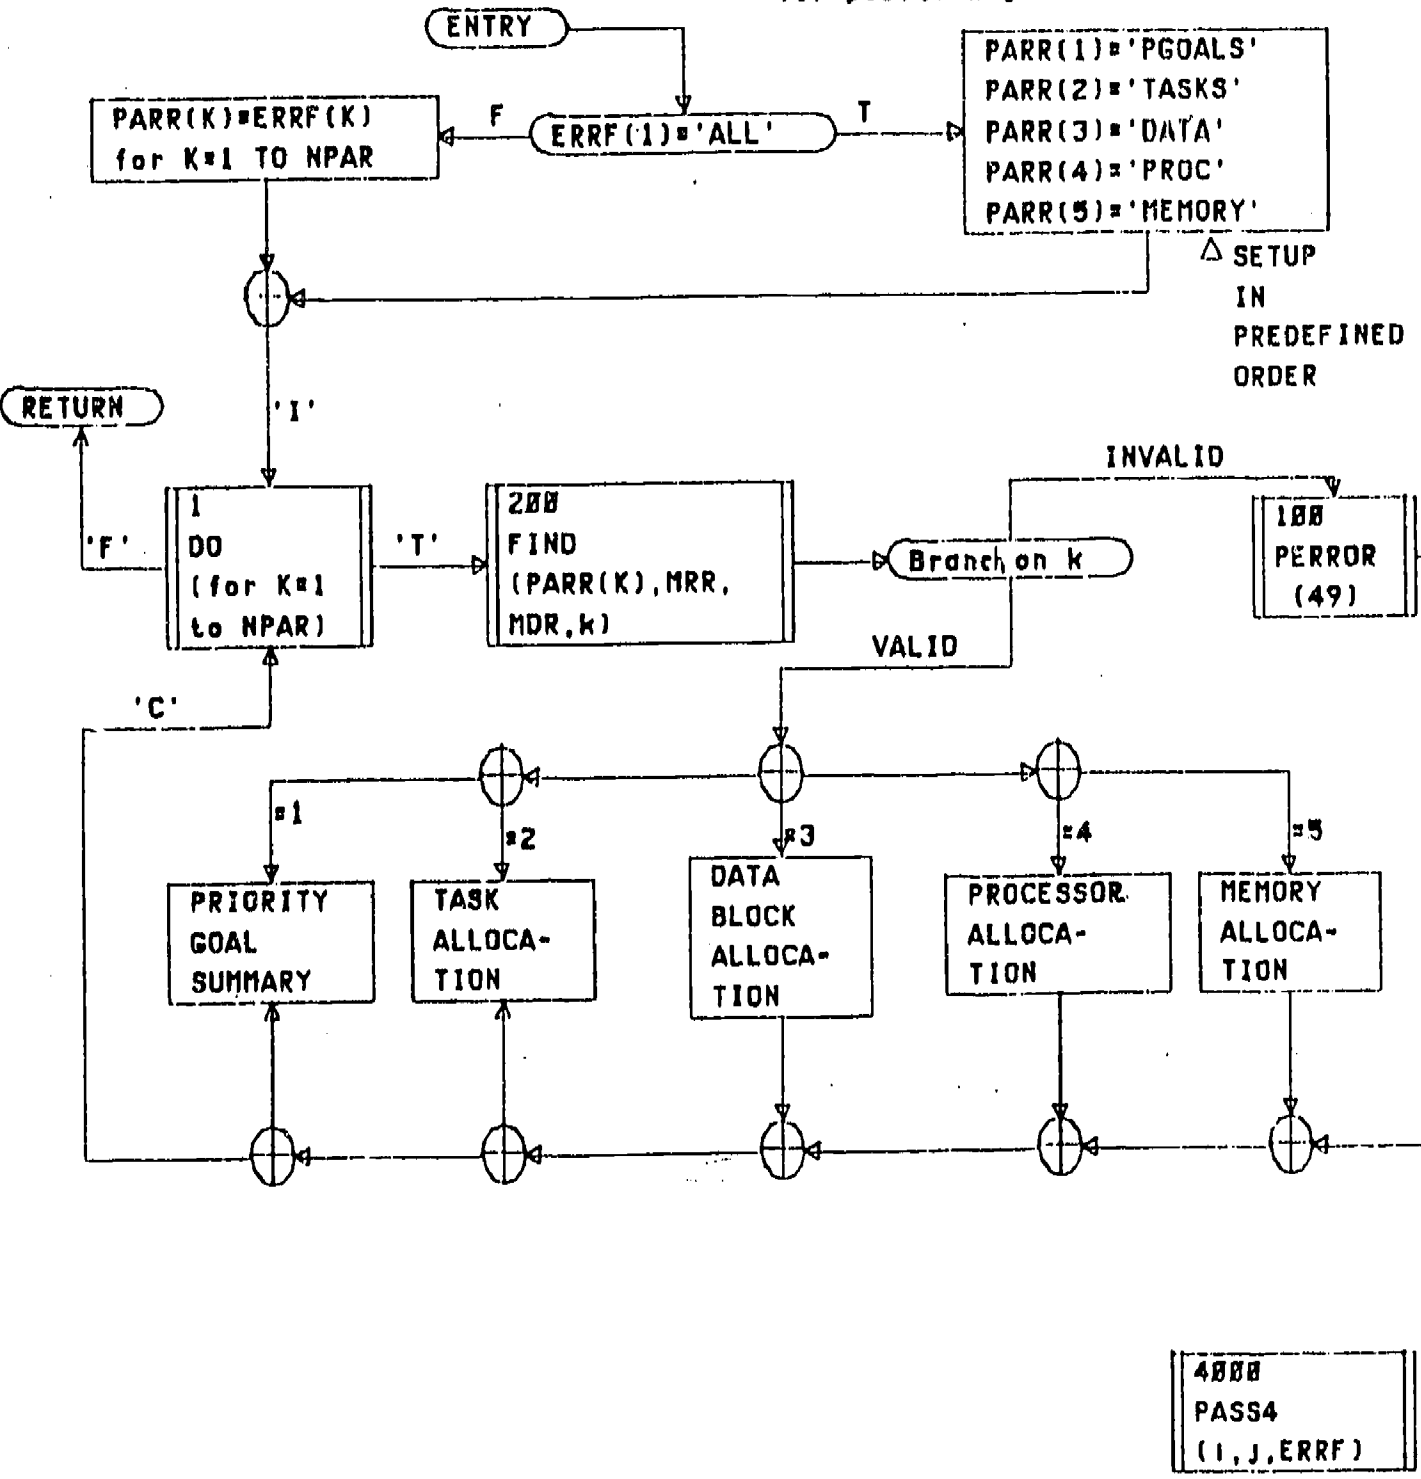 ENTRY
PARR(1)='PGOALS'
PARR(2)='TASKS'
PARR(3)='DATA'
PARR(4)='PROC'
PARR(5)='MEMORY'
PARR(K)=ERRF(K)
for K=1 TO NPAR
F
ERRF(1)='ALL'
T
SETUP
IN
PREDEFINED
ORDER
RETURN
'I'
INVALID
1
DO
(for K=1
to NPAR)
'F'
'T'
200
FIND
(PARR(K),MRR,
MDR,k)
Branch on k
100
PERROR
(49)
VALID
'C'
=1
=2
=3
=4
=5
PRIORITY
GOAL
SUMMARY
TASK
ALLOCA-
TION
DATA
BLOCK
ALLOCA-
TION
PROCESSOR
ALLOCA-
TION
MEMORY
ALLOCA-
TION
4000
PASS4
(i,j,ERRF)